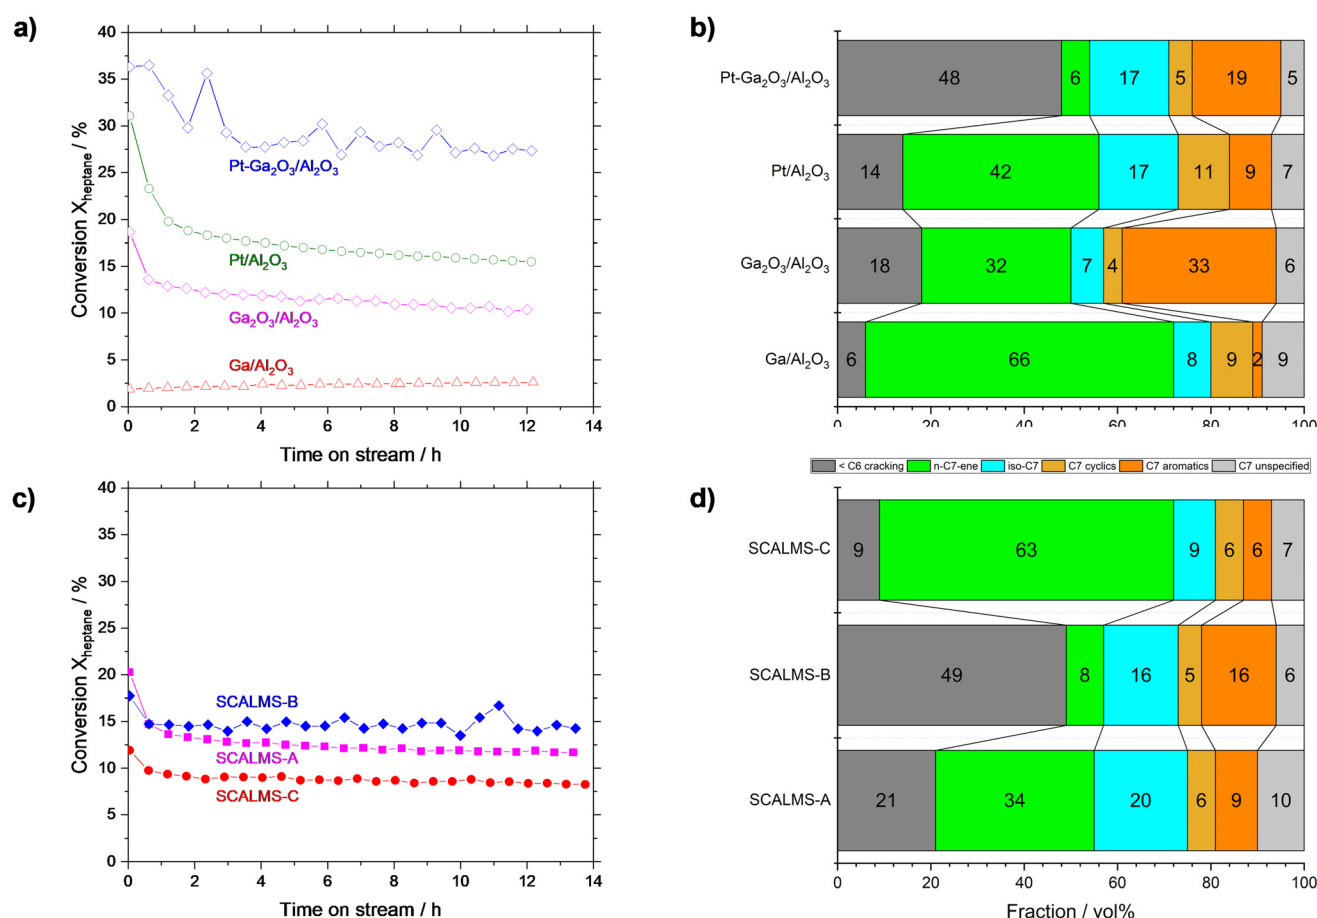 a)
40
35
30
25
20
15
10
5
0
Conversion X_heptane / %
Pt-Ga₂O₃/Al₂O₃
Pt/Al₂O₃
Ga₂O₃/Al₂O₃
Ga/Al₂O₃
0 2 4 6 8 10 12 14
Time on stream / h
b)
Pt-Ga₂O₃/Al₂O₃ 48 6 17 5 19 5
Pt/Al₂O₃ 14 42 17 11 9 7
Ga₂O₃/Al₂O₃ 18 32 7 4 33 6
Ga/Al₂O₃ 6 66 8 9 2 9
0 20 40 60 80 100
< C6 cracking n-C7-ene iso-C7 C7 cyclics C7 aromatics C7 unspecified
c)
40
35
30
25
20
15
10
5
0
Conversion X_heptane / %
SCALMS-B
SCALMS-A
SCALMS-C
0 2 4 6 8 10 12 14
Time on stream / h
d)
SCALMS-C 9 63 9 6 6 7
SCALMS-B 49 8 16 5 16 6
SCALMS-A 21 34 20 6 9 10
0 20 40 60 80 100
Fraction / vol%